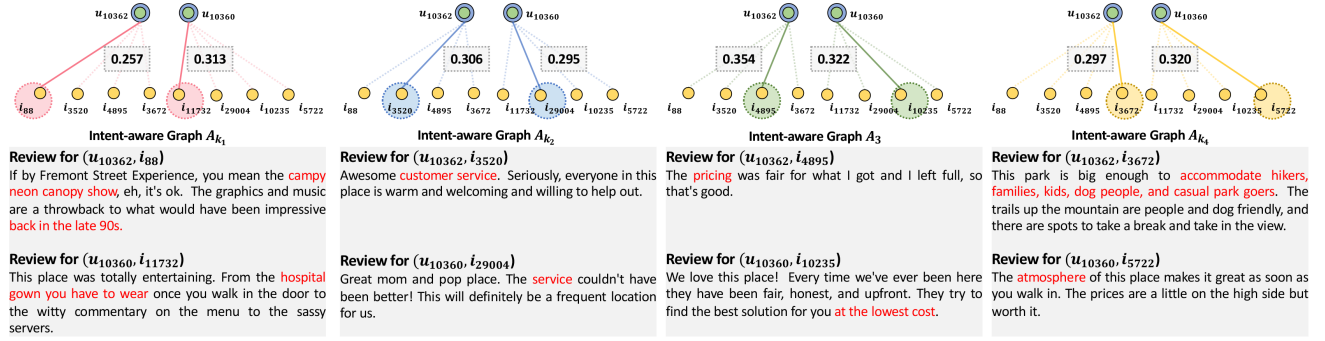 u10362 u10360
0.257 0.313
i88 i3520 i4895 i3672 i11732 i29004 i10235 i5722
Intent-aware Graph Ak1
Review for (u10362, i88)
If by Fremont Street Experience, you mean the campy
neon canopy show, eh, it's ok. The graphics and music
are a throwback to what would have been impressive
back in the late 90s.
Review for (u10360, i11732)
This place was totally entertaining. From the hospital
gown you have to wear once you walk in the door to
the witty commentary on the menu to the sassy
servers.
u10362 u10360
0.306 0.295
i88 i3520 i4895 i3672 i11732 i29004 i10235 i5722
Intent-aware Graph Ak2
Review for (u10362, i3520)
Awesome customer service. Seriously, everyone in this
place is warm and welcoming and willing to help out.
Review for (u10360, i29004)
Great mom and pop place. The service couldn't have
been better! This will definitely be a frequent location
for us.
u10362 u10360
0.354 0.322
i88 i3520 i4895 i3672 i11732 i29004 i10235 i5722
Intent-aware Graph A3
Review for (u10362, i4895)
The pricing was fair for what I got and I left full, so
that's good.
Review for (u10360, i10235)
We love this place! Every time we've ever been here
they have been fair, honest, and upfront. They try to
find the best solution for you at the lowest cost.
u10362 u10360
0.297 0.320
i88 i3520 i4895 i3672 i11732 i29004 i10235 i5722
Intent-aware Graph Ak4
Review for (u10362, i3672)
This park is big enough to accommodate hikers,
families, kids, dog people, and casual park goers. The
trails up the mountain are people and dog friendly, and
there are spots to take a break and take in the view.
Review for (u10360, i5722)
The atmosphere of this place makes it great as soon as
you walk in. The prices are a little on the high side but
worth it.